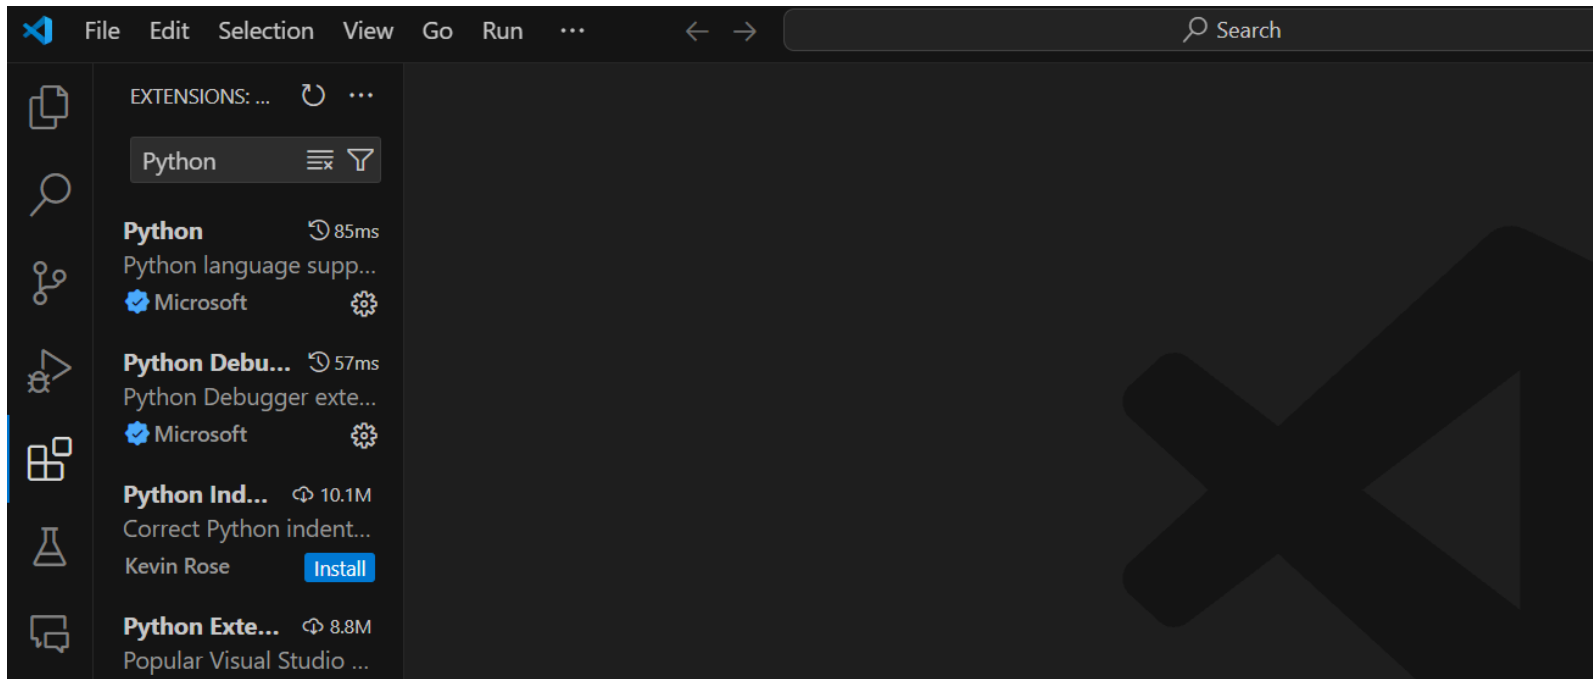 File Edit Selection View Go Run ··· Search
EXTENSIONS: ... ···
Python
Python 85ms
Python language supp...
Microsoft
Python Debu... 57ms
Python Debugger exte...
Microsoft
Python Ind... 10.1M
Correct Python indent...
Kevin Rose Install
Python Exte... 8.8M
Popular Visual Studio ...